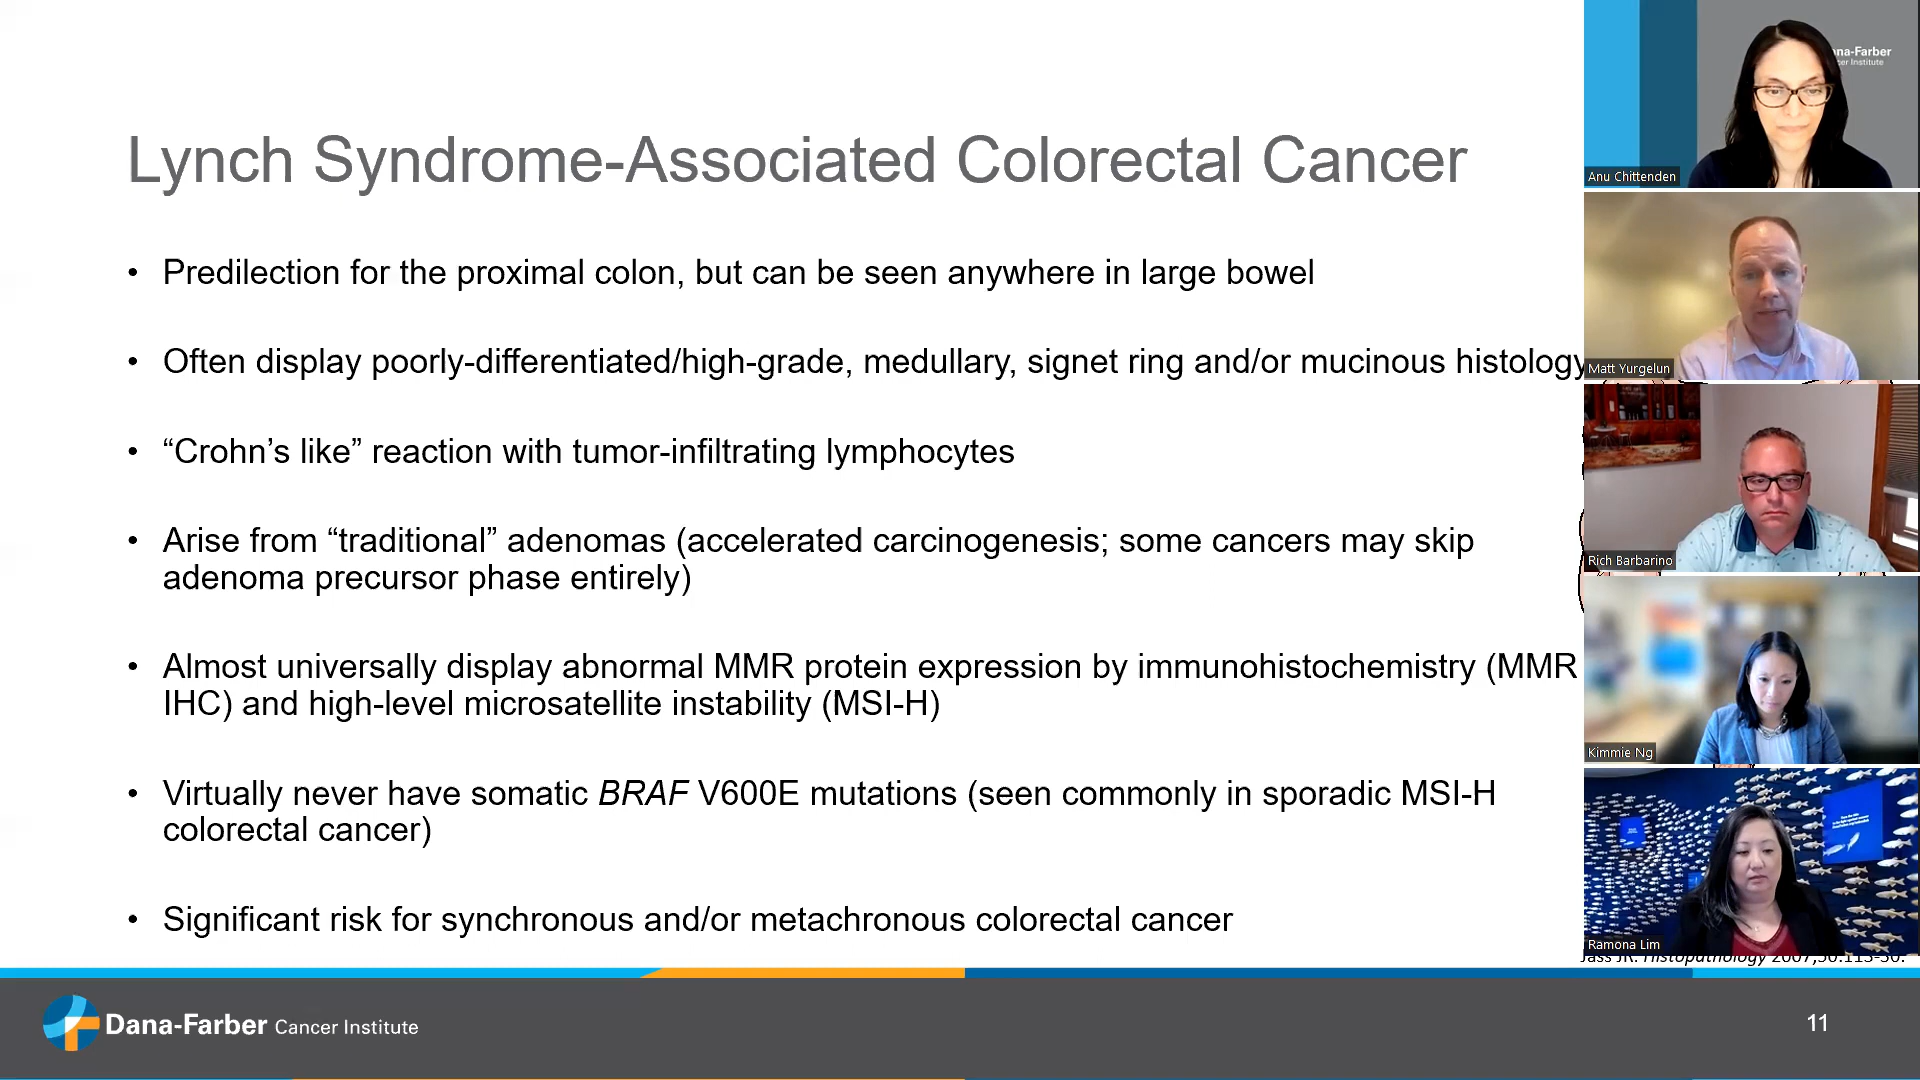 Lynch Syndrome-Associated Colorectal Cancer
• Predilection for the proximal colon, but can be seen anywhere in large bowel
• Often display poorly-differentiated/high-grade, medullary, signet ring and/or mucinous histology
• “Crohn’s like” reaction with tumor-infiltrating lymphocytes
• Arise from “traditional” adenomas (accelerated carcinogenesis; some cancers may skip
adenoma precursor phase entirely)
• Almost universally display abnormal MMR protein expression by immunohistochemistry (MMR
IHC) and high-level microsatellite instability (MSI-H)
• Virtually never have somatic BRAF V600E mutations (seen commonly in sporadic MSI-H
colorectal cancer)
• Significant risk for synchronous and/or metachronous colorectal cancer
Jass JR. Histopathology 2007;50:113-30.
Dana-Farber Cancer Institute
11
na-Farber
cer Institute
Anu Chittenden
Matt Yurgelun
Rich Barbarino
Kimmie Ng
Ramona Lim